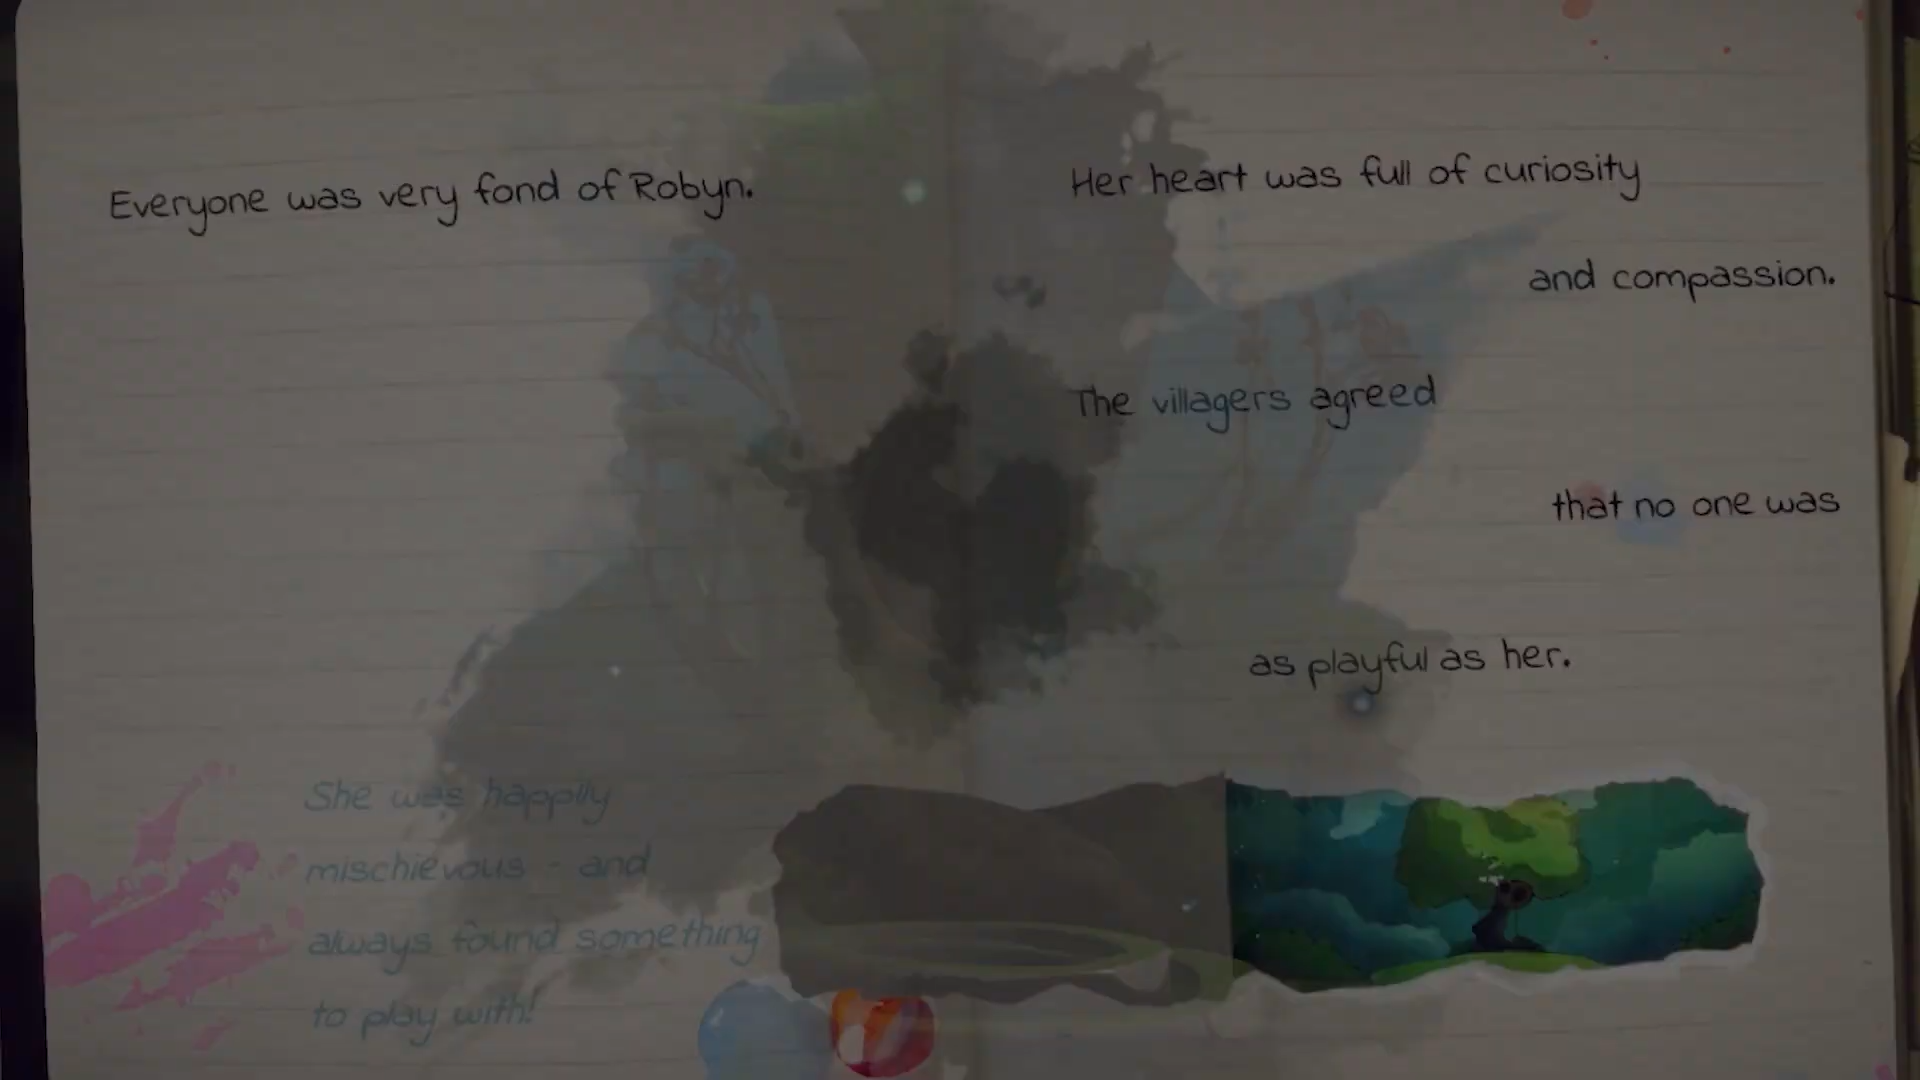 Everyone was very fond of Robyn.
She was happily
mischievous - and
always found something
to play with!
Her heart was full of curiosity
and compassion.
The villagers agreed
that no one was
as playful as her.